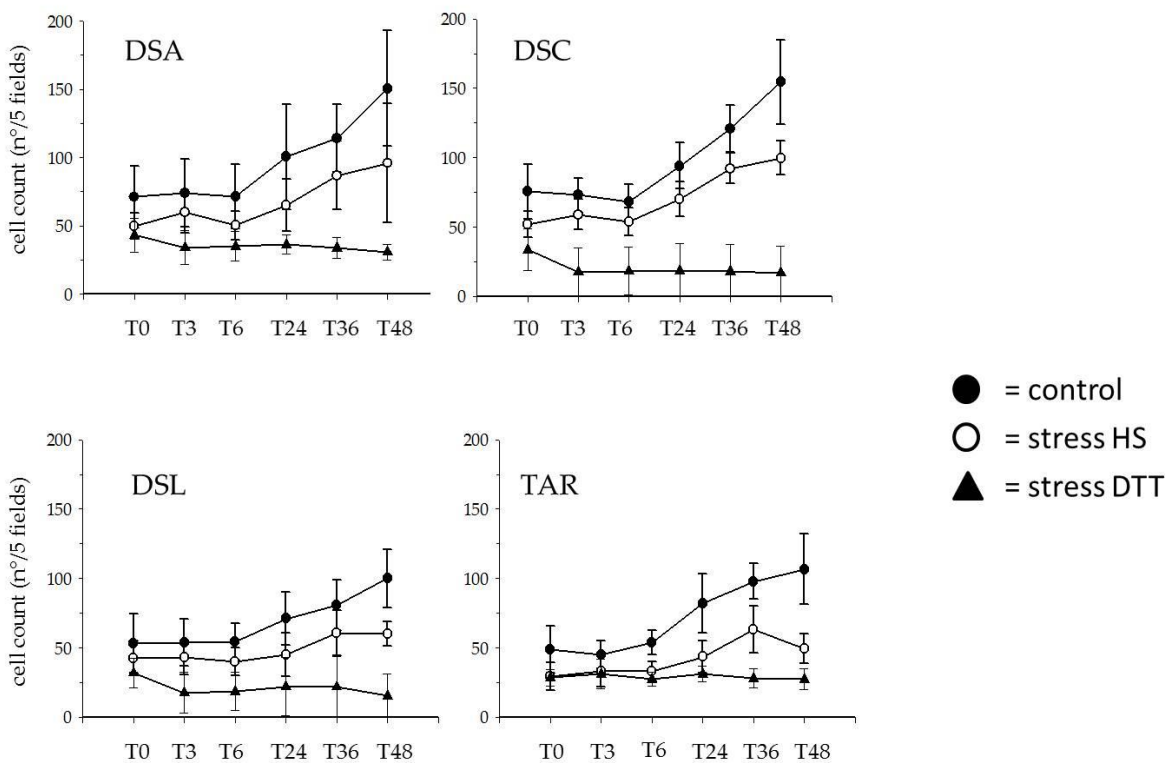 DSA
200
150
100
50
0
cell count (n°/5 fields)
T0 T3 T6 T24 T36 T48
DSC
200
150
100
50
0
T0 T3 T6 T24 T36 T48
= control
= stress HS
= stress DTT
DSL
200
150
100
50
0
cell count (n°/5 fields)
T0 T3 T6 T24 T36 T48
TAR
200
150
100
50
0
T0 T3 T6 T24 T36 T48